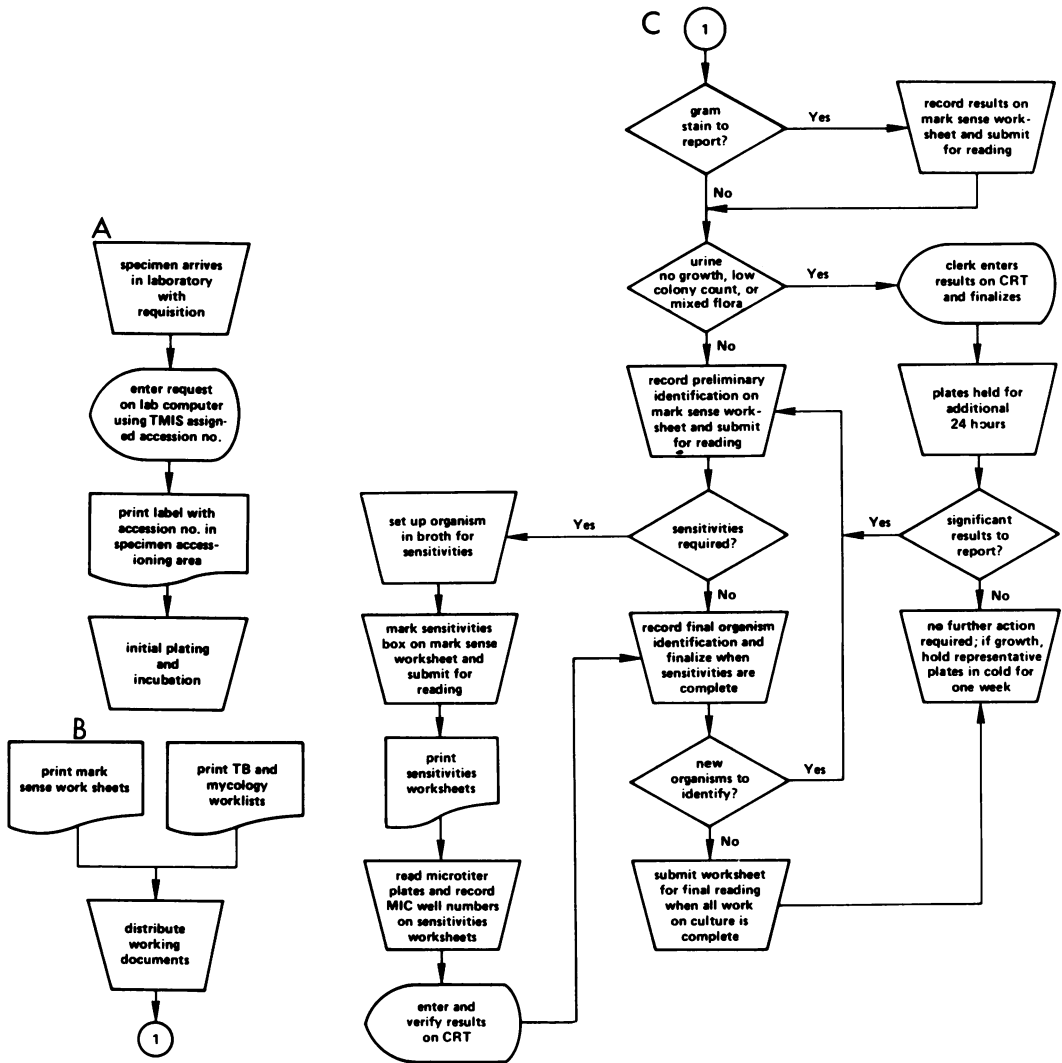 A
specimen arrives
in laboratory
with
requisition
enter request
on lab computer
using TMIS assign-
ed accession no.
print label with
accession no. in
specimen access-
ioning area
initial plating
and
incubation
B
print mark
sense work sheets
print TB and
mycology
worklists
distribute
working
documents
1
C
1
gram
stain to
report?
Yes
record results on
mark sense work-
sheet and submit
for reading
No
urine
no growth, low
colony count, or
mixed flora
Yes
clerk enters
results on CRT
and finalizes
No
record preliminary
identification on
mark sense work-
sheet and submit
for reading
plates held for
additional
24 hours
set up organism
in broth for
sensitivities
Yes
sensitivities
required?
Yes
significant
results to
report?
No
No
mark sensitivities
box on mark sense
worksheet and
submit for
reading
record final organism
identification and
finalize when
sensitivities are
complete
no further action
required; if growth,
hold representative
plates in cold for
one week
print
sensitivities
worksheets
new
organisms to
identify?
Yes
No
read microtiter
plates and record
MIC well numbers
on sensitivities
worksheets
submit worksheet
for final reading
when all work
on culture is
complete
enter and
verify results
on CRT